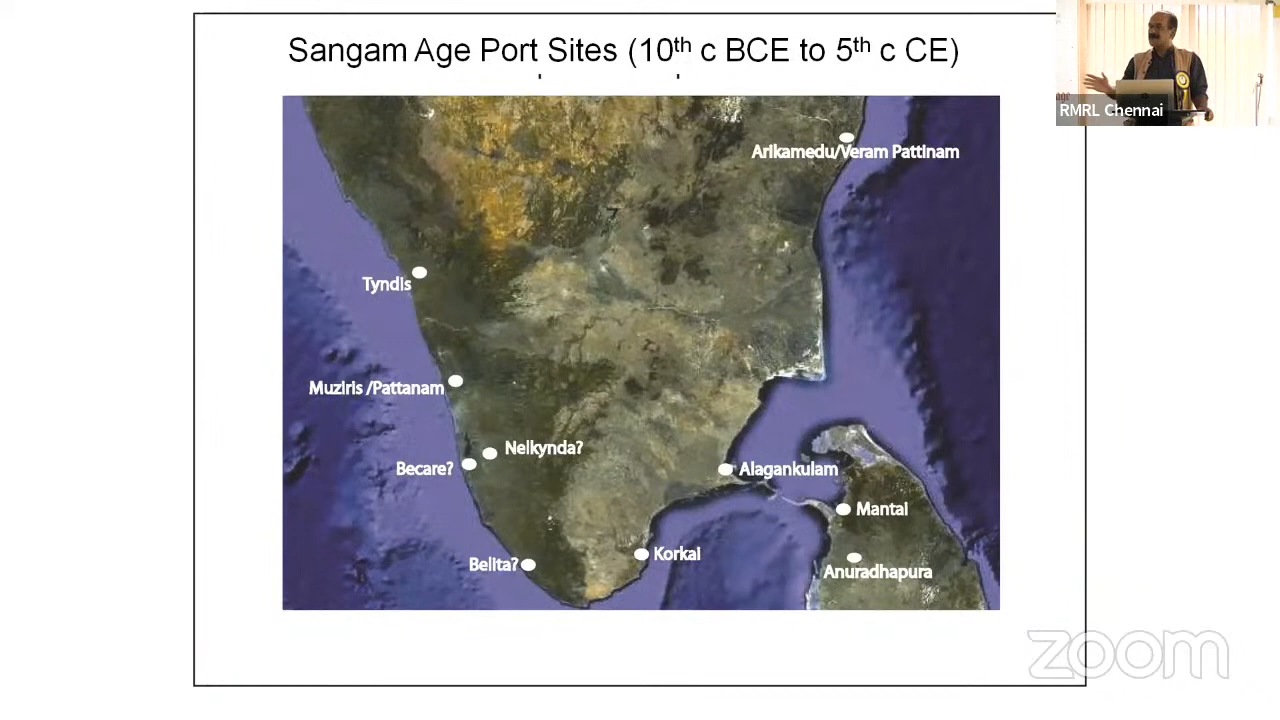 Sangam Age Port Sites (10th c BCE to 5th c CE)
RMRL Chennai
Arikamedu/Veram Pattinam
Tyndis
Muziris /Pattanam
Nelkynda?
Becare?
Alagankulam
Mantai
Korkai
Belita?
Anuradhapura
zoom